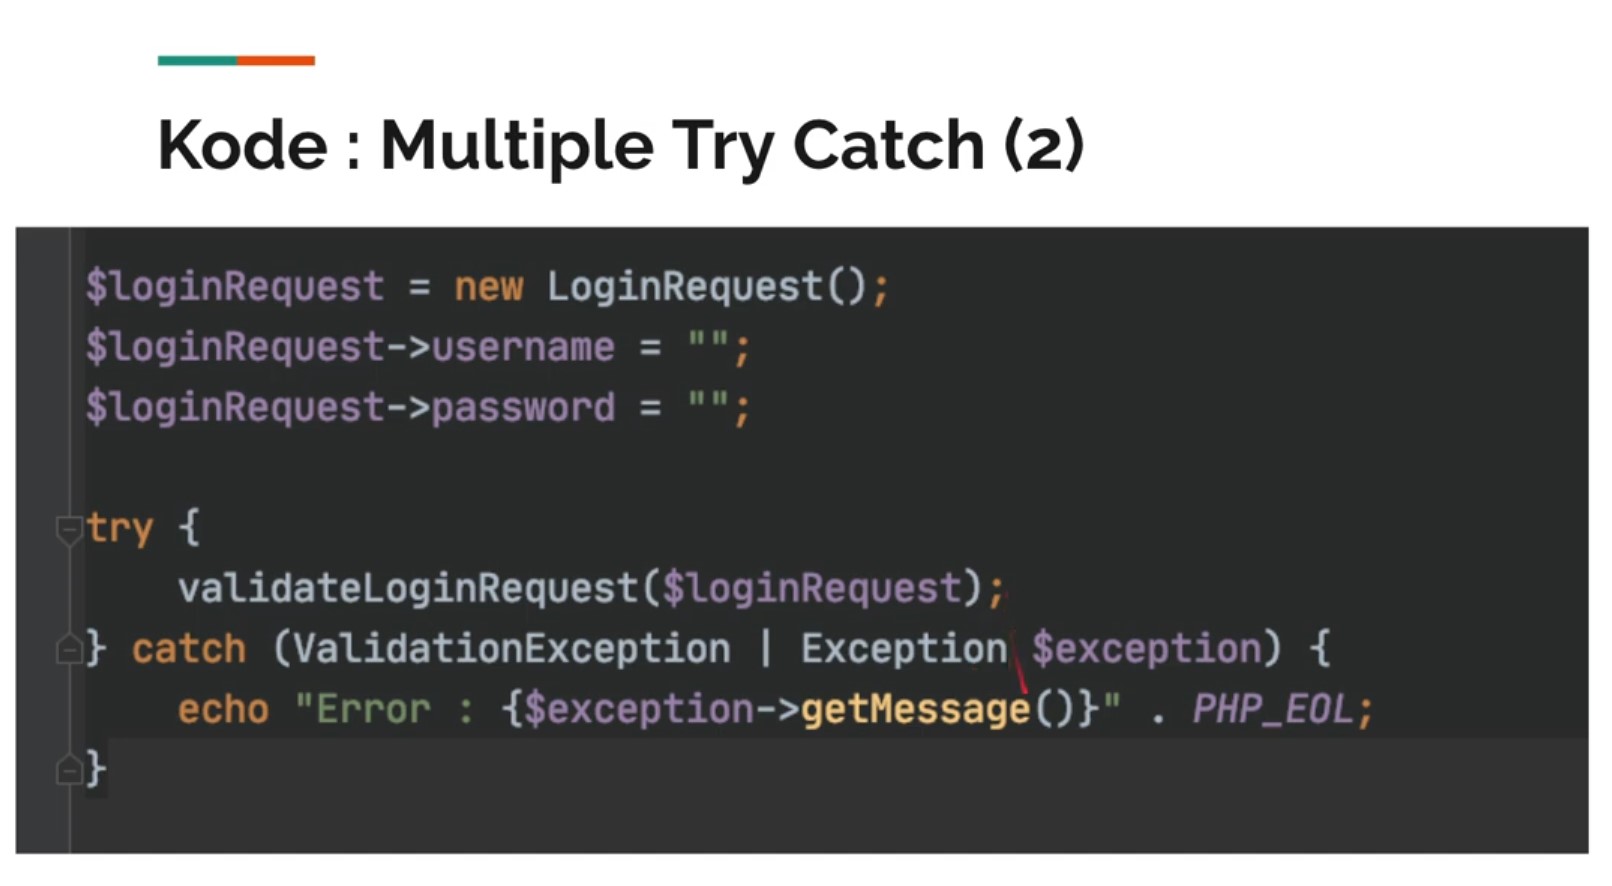 Kode : Multiple Try Catch (2)
$loginRequest = new LoginRequest();
$loginRequest->username = "";
$loginRequest->password = "";
try {
validateLoginRequest($loginRequest);
} catch (ValidationException | Exception $exception) {
echo "Error : {$exception->getMessage()}" . PHP_EOL;
}